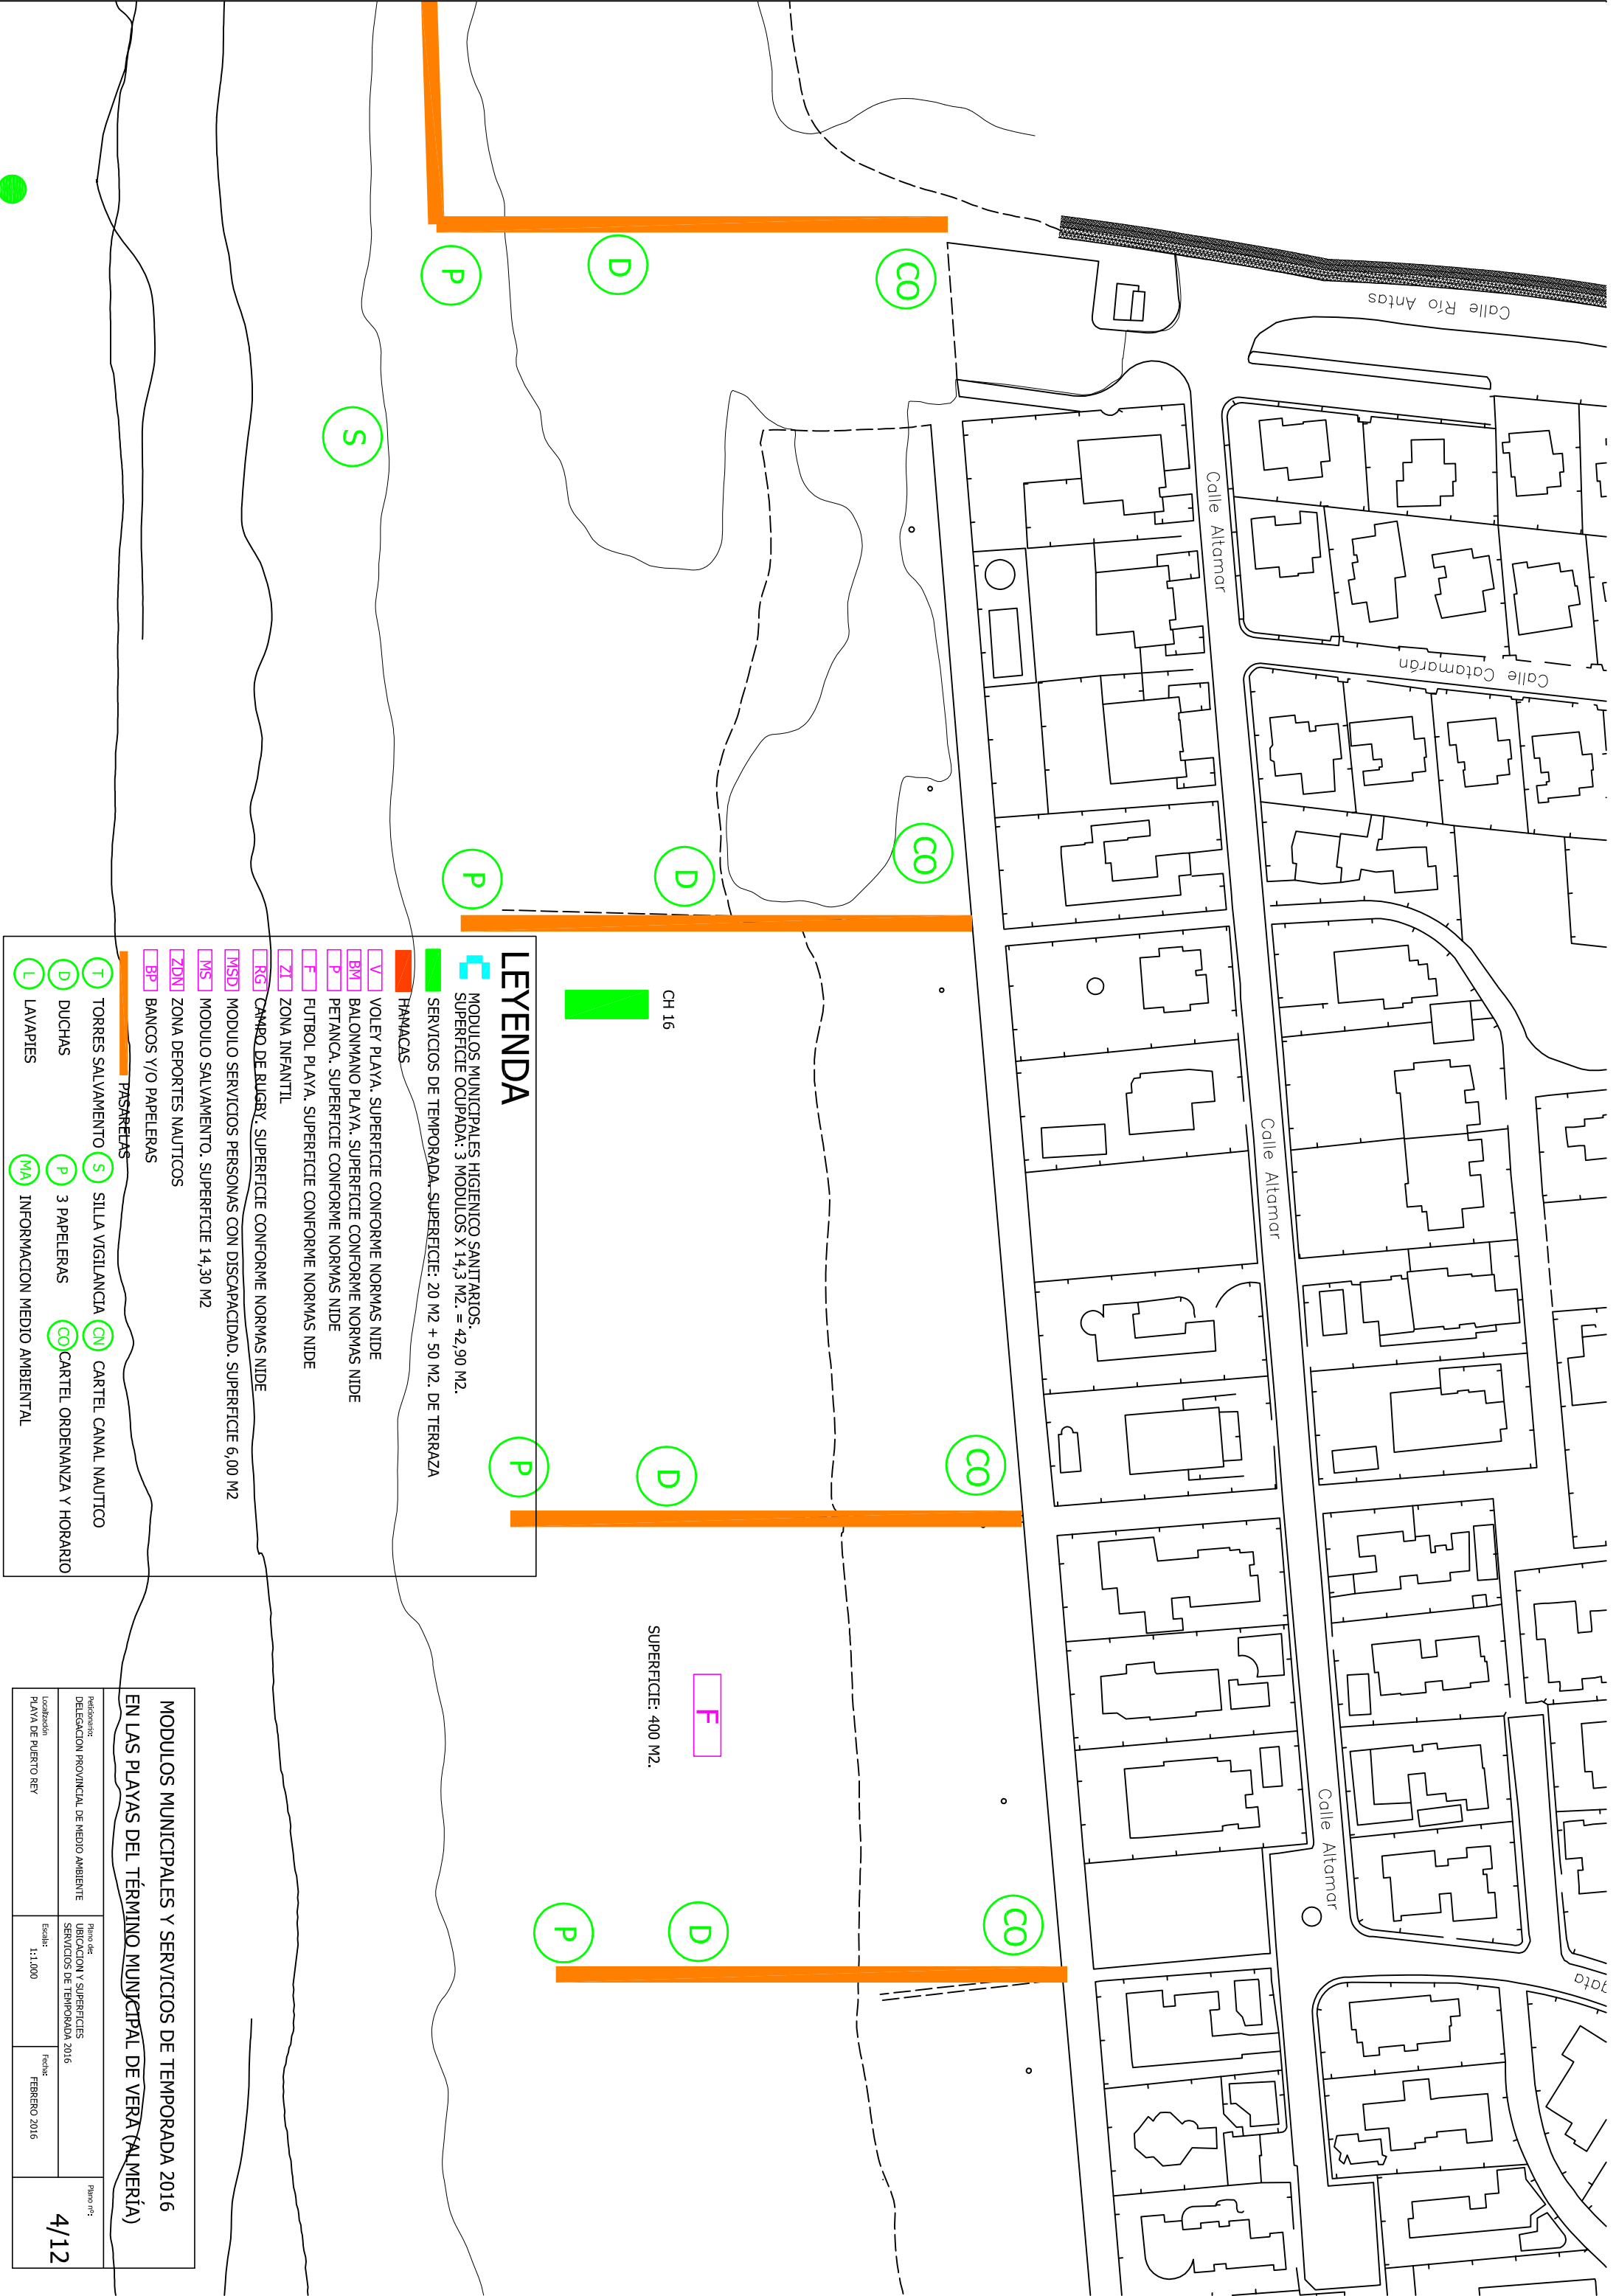 Calle Río Antas
Calle Altamar
Calle Catamarán
Calle Altamar
Calle Altamar
gata
CO
D
P
S
CO
D
P
CH 16
CO
D
P
F
SUPERFICIE: 400 M2.
CO
D
P
LEYENDA
C MODULOS MUNICIPALES HIGIENICO SANITARIOS.
SUPERFICIE OCUPADA: 3 MODULOS X 14,3 M2. = 42,90 M2.
SERVICIOS DE TEMPORADA. SUPERFICIE: 20 M2 + 50 M2. DE TERRAZA
HAMACAS
V VOLEY PLAYA. SUPERFICIE CONFORME NORMAS NIDE
BM BALONMANO PLAYA. SUPERFICIE CONFORME NORMAS NIDE
P PETANCA. SUPERFICIE CONFORME NORMAS NIDE
F FUTBOL PLAYA. SUPERFICIE CONFORME NORMAS NIDE
ZI ZONA INFANTIL
RG CAMPO DE RUGBY. SUPERFICIE CONFORME NORMAS NIDE
MSD MODULO SERVICIOS PERSONAS CON DISCAPACIDAD. SUPERFICIE 6,00 M2
MS MODULO SALVAMENTO. SUPERFICIE 14,30 M2
ZDN ZONA DEPORTES NAUTICOS
BP BANCOS Y/O PAPELERAS
PASARELAS
T TORRES SALVAMENTO S SILLA VIGILANCIA CN CARTEL CANAL NAUTICO
D DUCHAS P 3 PAPELERAS CO CARTEL ORDENANZA Y HORARIO
L LAVAPIES MA INFORMACION MEDIO AMBIENTAL
MODULOS MUNICIPALES Y SERVICIOS DE TEMPORADA 2016
EN LAS PLAYAS DEL TÉRMINO MUNICIPAL DE VERA (ALMERÍA)
Peticionario:
DELEGACION PROVINCIAL DE MEDIO AMBIENTE
Plano de:
UBICACION Y SUPERFICIES
SERVICIOS DE TEMPORADA 2016
Plano nº:
4/12
Localización
PLAYA DE PUERTO REY
Escala:
1:1.000
Fecha:
FEBRERO 2016